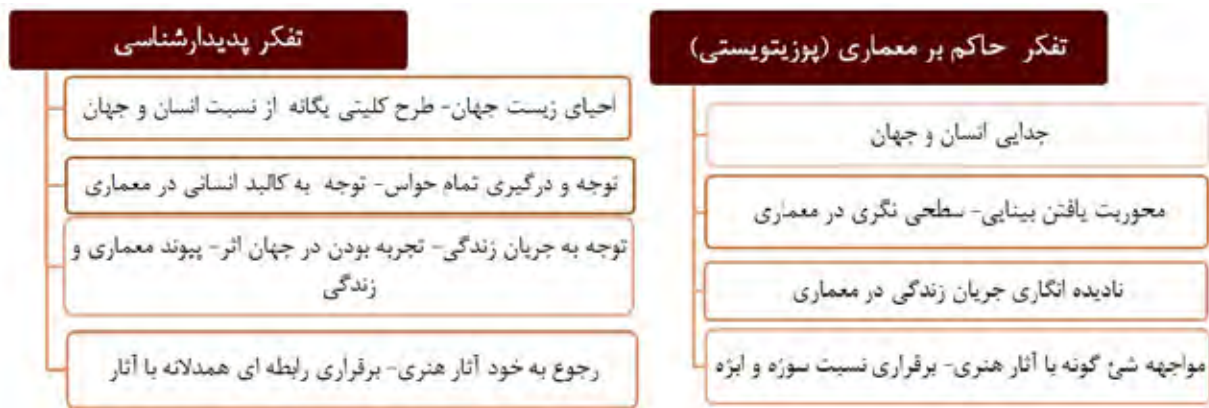 تفکر حاکم بر معماری (پوزیتویستی)
جدایی انسان و جهان
محوریت یافتن بینایی- سطحی نگری در معماری
نادیده انگاری جریان زندگی در معماری
مواجهه شئ گونه با آثار هنری- برقراری نسبت سوژه و ابژه
تفکر پدیدارشناسی
احیای زیست جهان- طرح کلیتی یگانه از نسبت انسان و جهان
توجه و درگیری تمام حواس- توجه به کالبد انسانی در معماری
توجه به جریان زندگی- تجربه بودن در جهان اثر- پیوند معماری و
زندگی
رجوع به خود آثار هنری- برقراری رابطه ای همدلانه با آثار